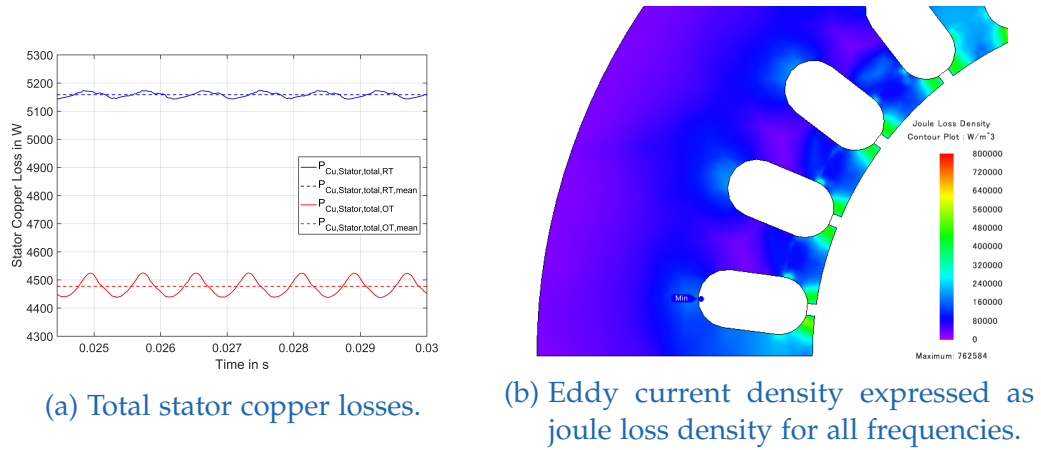 5300
5200
5100
5000
4900
4800
4700
4600
4500
4400
4300
Stator Copper Loss in W
P Cu,Stator,total,RT
P Cu,Stator,total,RT,mean
P Cu,Stator,total,OT
P Cu,Stator,total,OT,mean
0.025 0.026 0.027 0.028 0.029 0.03
Time in s
(a) Total stator copper losses.
Min
Joule Loss Density
Contour Plot : W/m^3
800000
720000
640000
560000
480000
400000
320000
240000
160000
80000
0
Maximum: 762584
(b) Eddy current density expressed as
joule loss density for all frequencies.